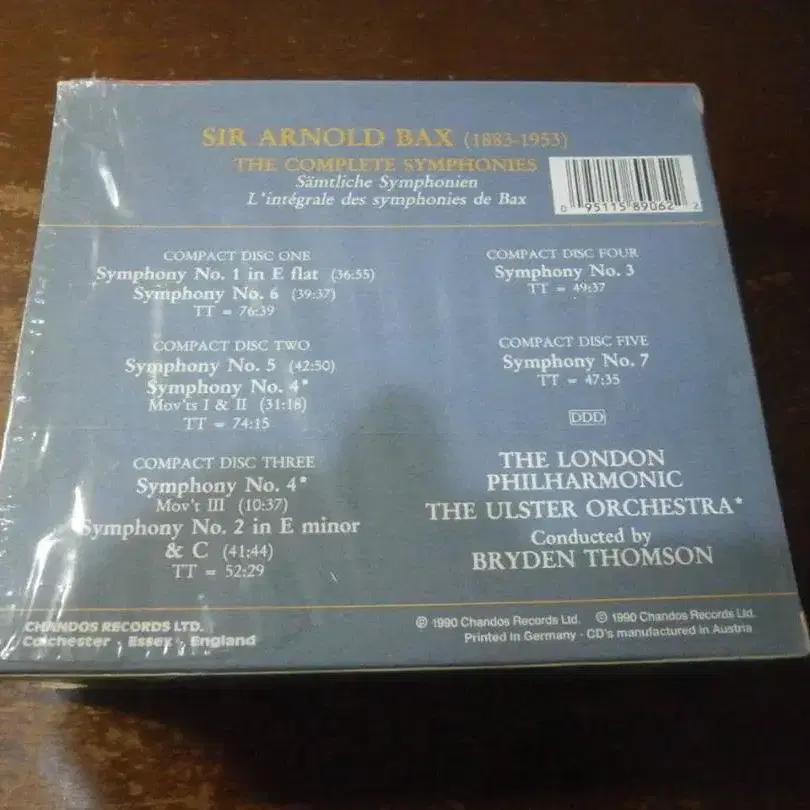 SIR ARNOLD BAX (1883-1953)
THE COMPLETE SYMPHONIES
Sämtliche Symphonien
L'intégrale des symphonies de Bax
0 95115 89062 2
COMPACT DISC ONE
Symphony No. 1 in E flat (36:55)
Symphony No. 6 (39:37)
TT = 76:39
COMPACT DISC TWO
Symphony No. 5 (42:50)
Symphony No. 4*
Mov'ts I & II (31:18)
TT = 74:15
COMPACT DISC THREE
Symphony No. 4*
Mov't III (10:37)
Symphony No. 2 in E minor
& C (41:44)
TT = 52:29
COMPACT DISC FOUR
Symphony No. 3
TT = 49:37
COMPACT DISC FIVE
Symphony No. 7
TT = 47:35
DDD
THE LONDON
PHILHARMONIC
THE ULSTER ORCHESTRA*
Conducted by
BRYDEN THOMSON
CHANDOS RECORDS LTD.
Colchester · Essex · England
℗ 1990 Chandos Records Ltd. © 1990 Chandos Records Ltd.
Printed in Germany · CD's manufactured in Austria